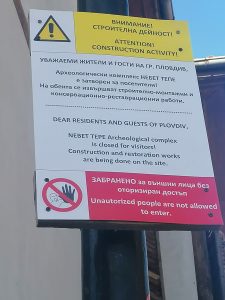 ВНИМАНИЕ!
СТРОИТЕЛНА ДЕЙНОСТ!
ATTENTION!
CONSTRUCTION ACTIVITY!
УВАЖАЕМИ ЖИТЕЛИ И ГОСТИ НА ГР. ПЛОВДИВ,
Археологически комплекс НЕБЕТ ТЕПЕ
е затворен за посетители!
На обекта се извършват строително-монтажни и
консервационно-реставрационни работи.
DEAR RESIDENTS AND GUESTS OF PLOVDIV,
NEBET TEPE Archeological complex
is closed for visitors!
Construction and restoration works
are being done on the site.
ЗАБРАНЕНО за външни лица без
оторизиран достъп
Unautorized people are not allowed
to enter.